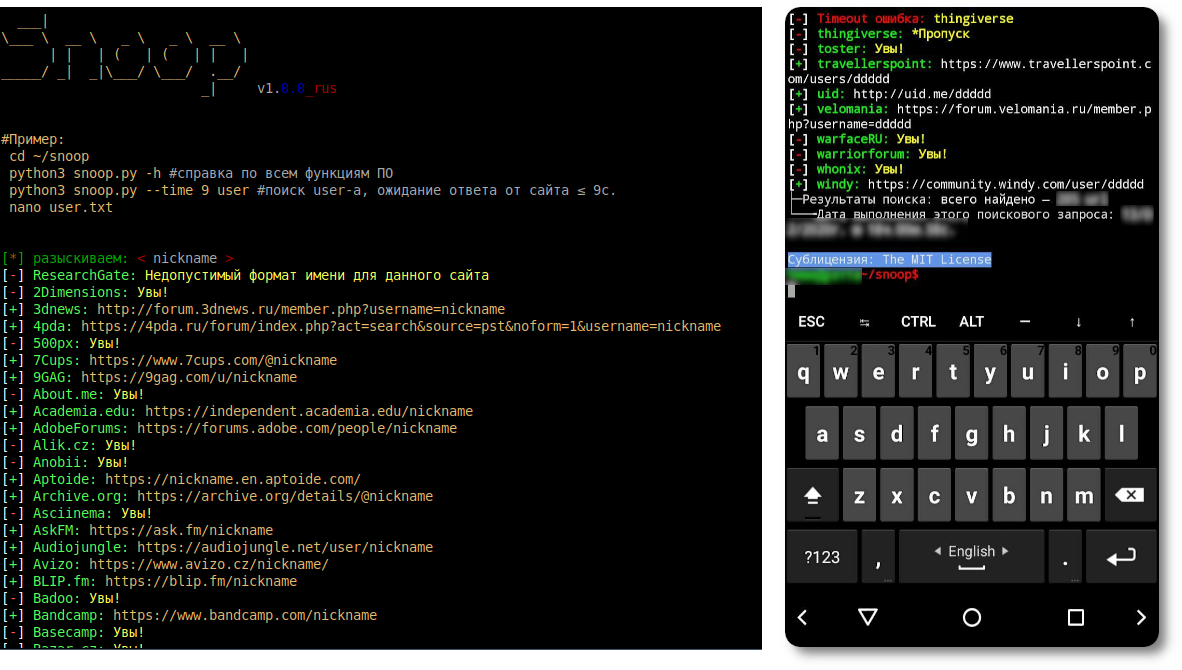 Snoop
v1.0.0_rus
#Пример:
cd ~/snoop
python3 snoop.py -h #справка по всем функциям ПО
python3 snoop.py --time 9 user #поиск user-а, ожидание ответа от сайта ≤ 9с.
nano user.txt
[*] разыскиваем: < nickname >
[-] ResearchGate: Недопустимый формат имени для данного сайта
[-] 2Dimensions: Увы!
[+] 3dnews: http://forum.3dnews.ru/member.php?username=nickname
[+] 4pda: https://4pda.ru/forum/index.php?act=search&source=pst&noform=1&username=nickname
[-] 500px: Увы!
[+] 7Cups: https://www.7cups.com/@nickname
[+] 9GAG: https://9gag.com/u/nickname
[-] About.me: Увы!
[+] Academia.edu: https://independent.academia.edu/nickname
[+] AdobeForums: https://forums.adobe.com/people/nickname
[-] Alik.cz: Увы!
[-] Anobii: Увы!
[+] Aptoide: https://nickname.en.aptoide.com/
[+] Archive.org: https://archive.org/details/@nickname
[-] Asciinema: Увы!
[+] AskFM: https://ask.fm/nickname
[+] Audiojungle: https://audiojungle.net/user/nickname
[+] Avizo: https://www.avizo.cz/nickname/
[+] BLIP.fm: https://blip.fm/nickname
[-] Badoo: Увы!
[+] Bandcamp: https://www.bandcamp.com/nickname
[-] Basecamp: Увы!
[-] Bazar.cz: Увы!
[-] Timeout ошибка: thingiverse
[-] thingiverse: *Пропуск
[-] toster: Увы!
[+] travellerspoint: https://www.travellerspoint.c
om/users/ddddd
[+] uid: http://uid.me/ddddd
[+] velomania: https://forum.velomania.ru/member.p
hp?username=ddddd
[-] warfaceRU: Увы!
[-] warriorforum: Увы!
[-] whonix: Увы!
[+] windy: https://community.windy.com/user/ddddd
├─Результаты поиска: всего найдено —
└──Дата выполнения этого поискового запроса:
Сублицензия: The MIT License
~/snoop$
ESC ↹ CTRL ALT — ↓ ↑
1 2 3 4 5 6 7 8 9 0
q w e r t y u i o p
a s d f g h j k l
z x c v b n m
?123 , English .